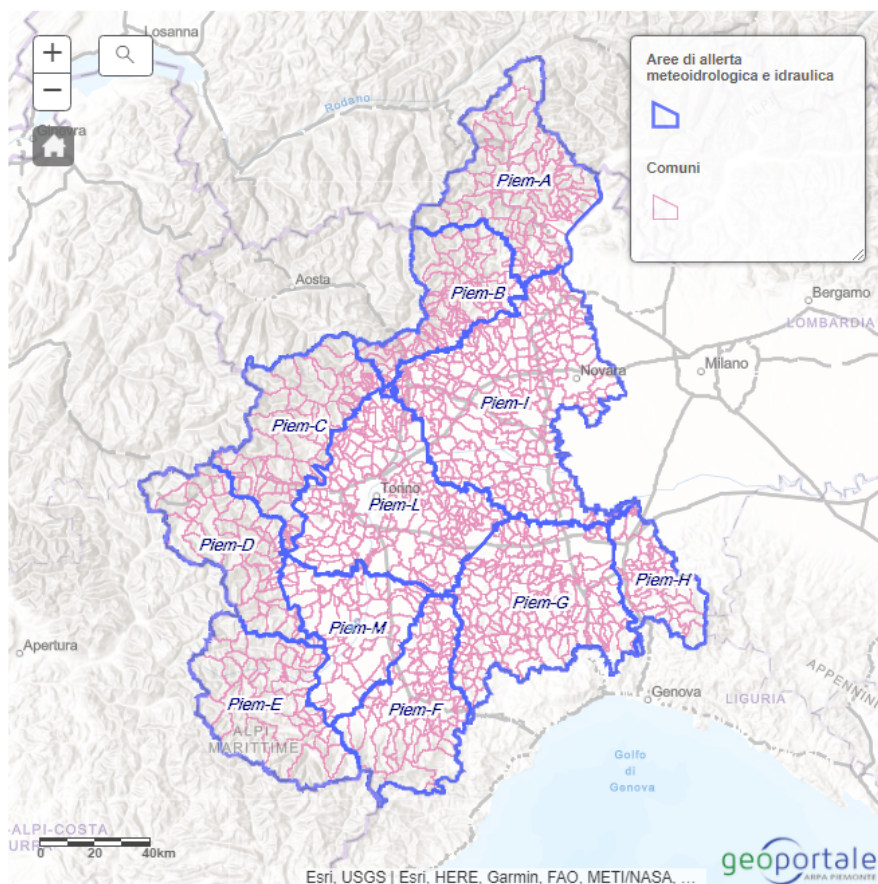 Losanna
+
−
Ginevra
Rodano
Aree di allerta
meteoidrologica e idraulica
Comuni
Piem-A
Aosta
Piem-B
Bergamo
LOMBARDIA
Milano
Novara
Piem-I
Piem-C
Torino
Piem-L
Piem-D
Piem-H
Piem-G
Piem-M
Apertura
Piem-E
Piem-F
ALPI
MARITTIME
Genova
LIGURIA
APPENNINI
Golfo
di
Genova
-ALPI-COSTA
0 20 40km
Esri, USGS | Esri, HERE, Garmin, FAO, METI/NASA, ...
geoportale
ARPA PIEMONTE